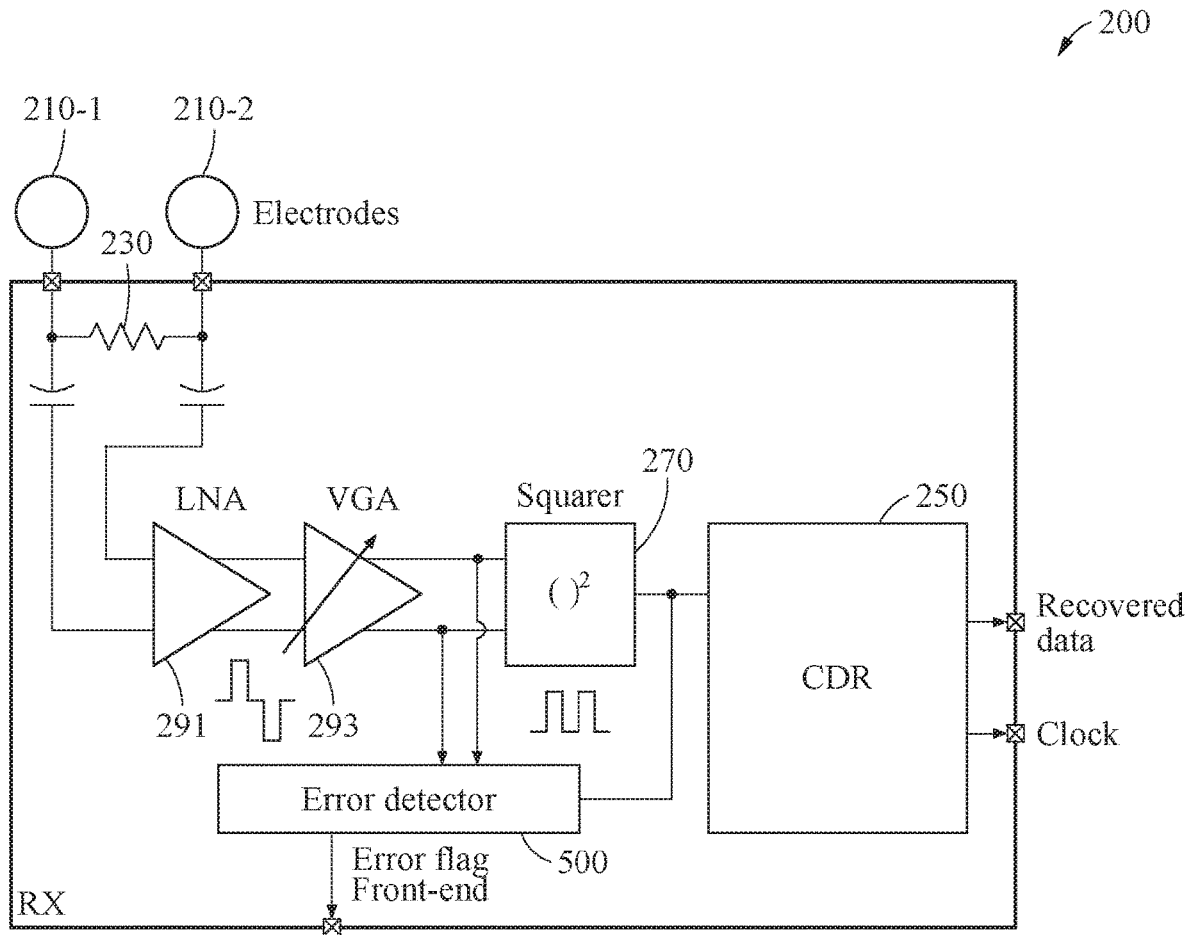 200
210-1
210-2
Electrodes
230
LNA
VGA
Squarer
270
250
( )2
CDR
Recovered
data
Clock
291
293
Error detector
500
Error flag
Front-end
RX